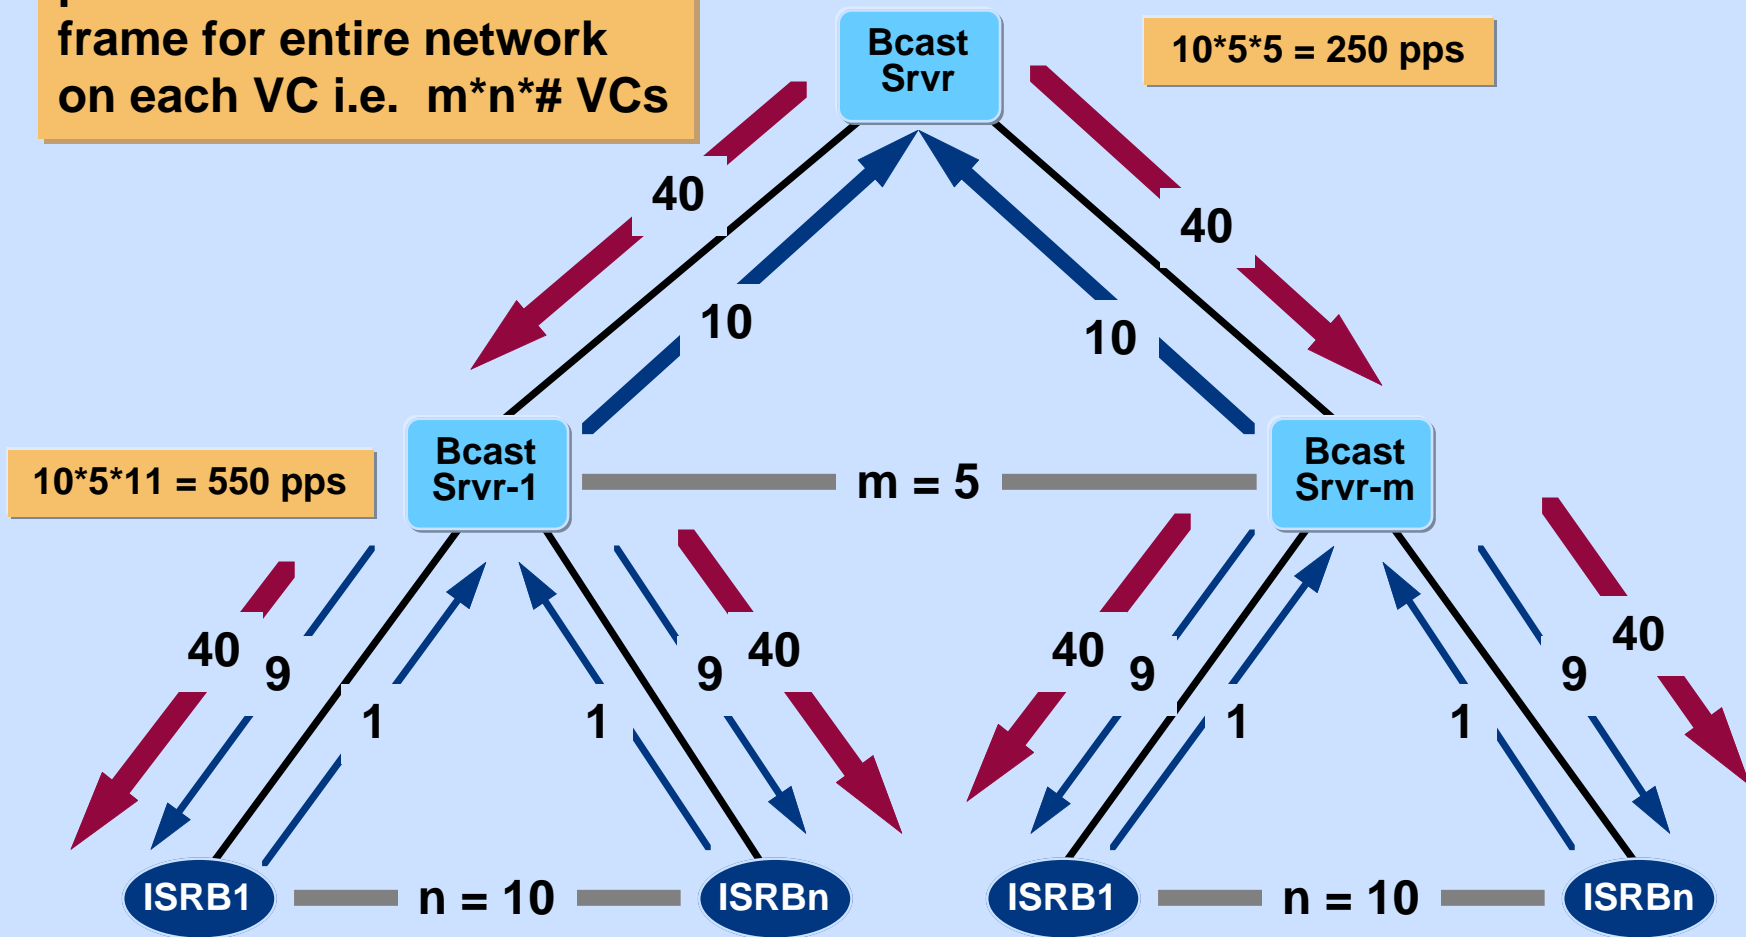 frame for entire network
on each VC i.e. m*n*# VCs
Bcast
Srvr
10*5*5 = 250 pps
40
40
10
10
Bcast
Srvr-1
m = 5
Bcast
Srvr-m
10*5*11 = 550 pps
40
9
1
1
9
40
40
9
1
1
9
40
ISRB1
n = 10
ISRBn
ISRB1
n = 10
ISRBn